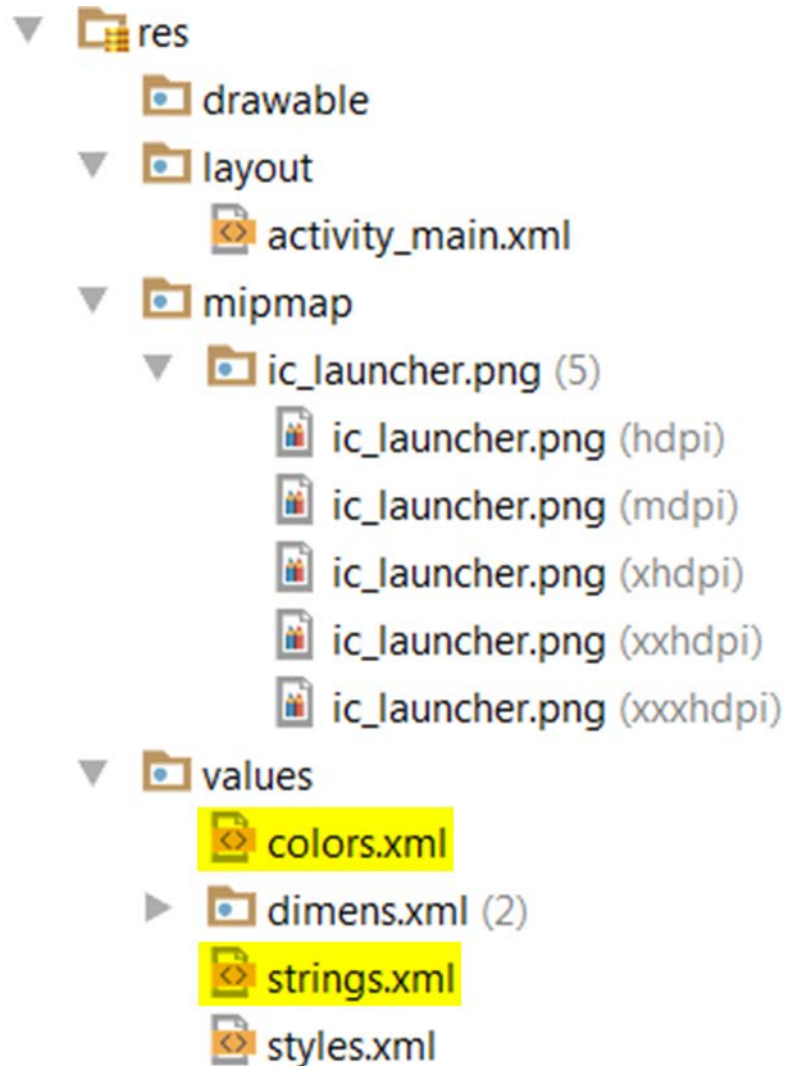 res
drawable
layout
activity_main.xml
mipmap
ic_launcher.png (5)
ic_launcher.png (hdpi)
ic_launcher.png (mdpi)
ic_launcher.png (xhdpi)
ic_launcher.png (xxhdpi)
ic_launcher.png (xxxhdpi)
values
colors.xml
dimens.xml (2)
strings.xml
styles.xml